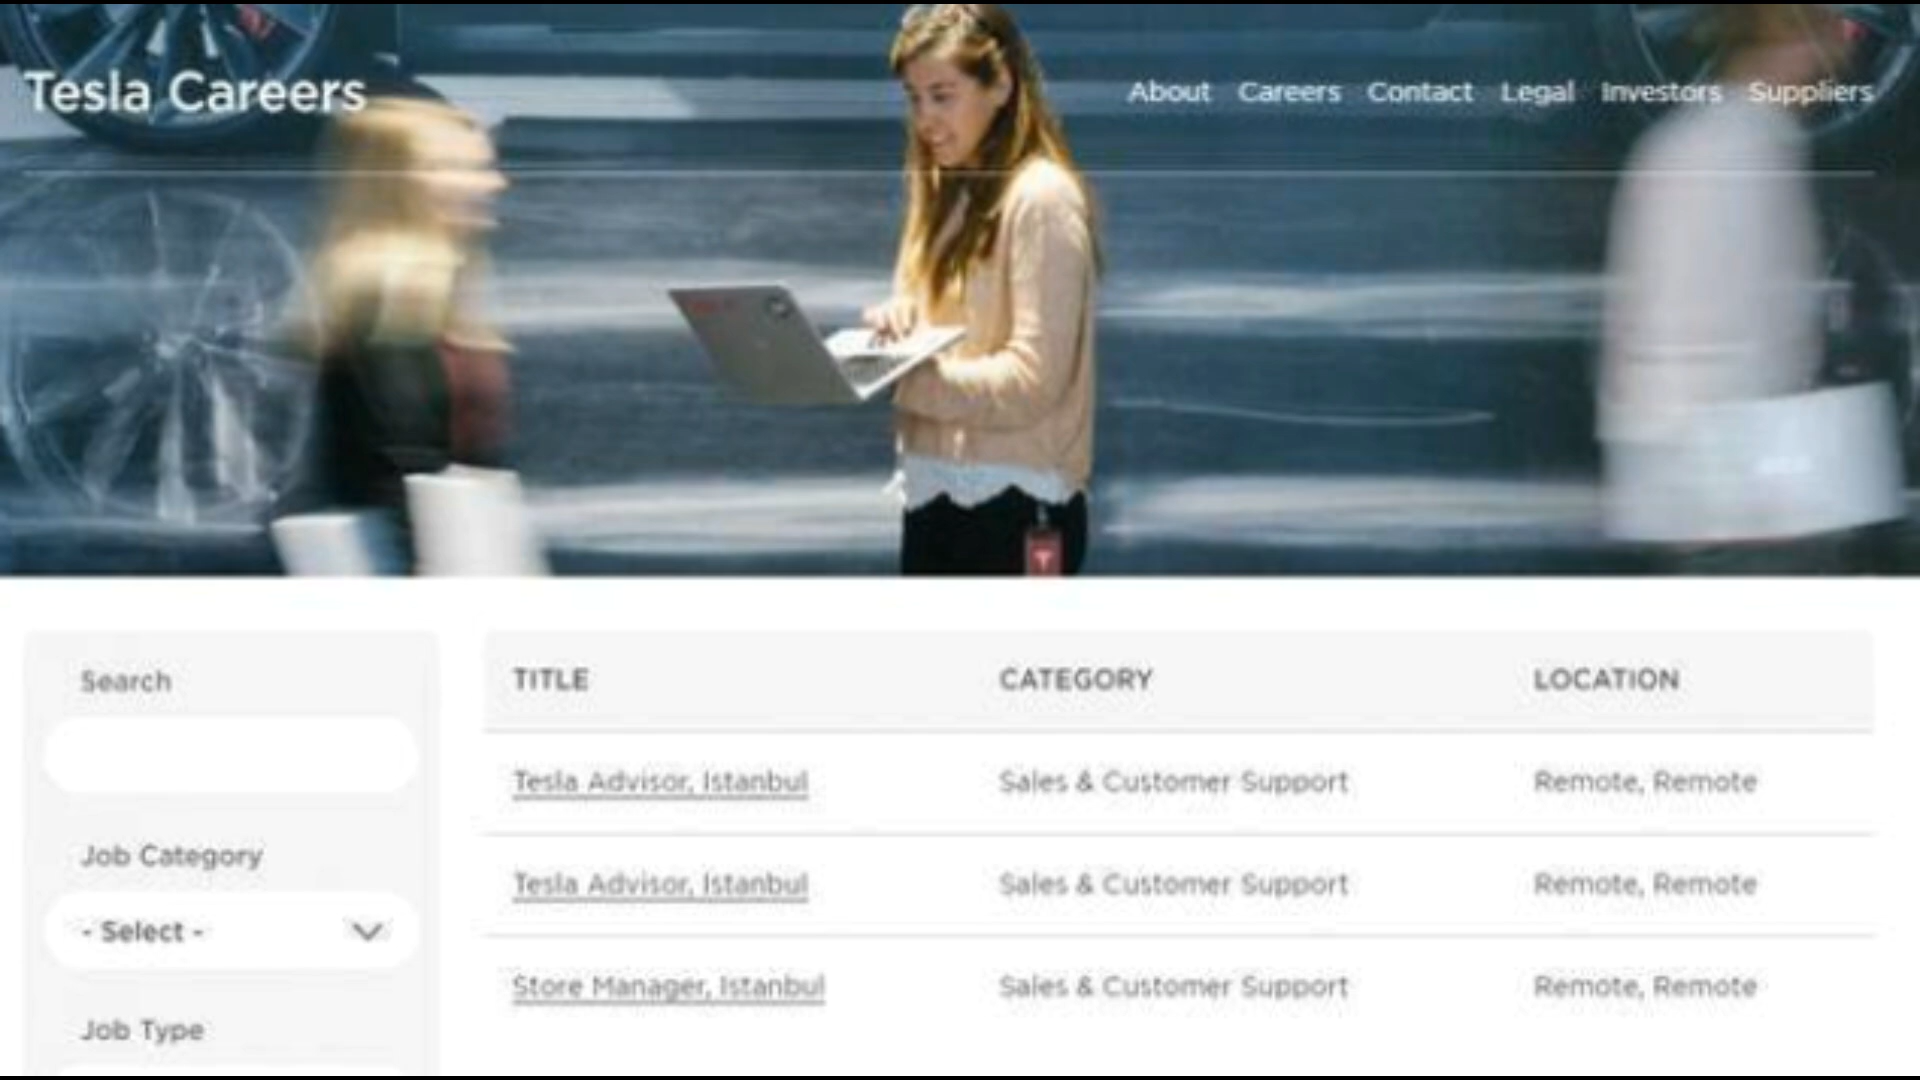 Tesla Careers
About Careers Contact Legal Investors Suppliers
Search
Job Category
- Select -
Job Type
TITLE CATEGORY LOCATION
Tesla Advisor, Istanbul Sales & Customer Support Remote, Remote
Tesla Advisor, Istanbul Sales & Customer Support Remote, Remote
Store Manager, Istanbul Sales & Customer Support Remote, Remote